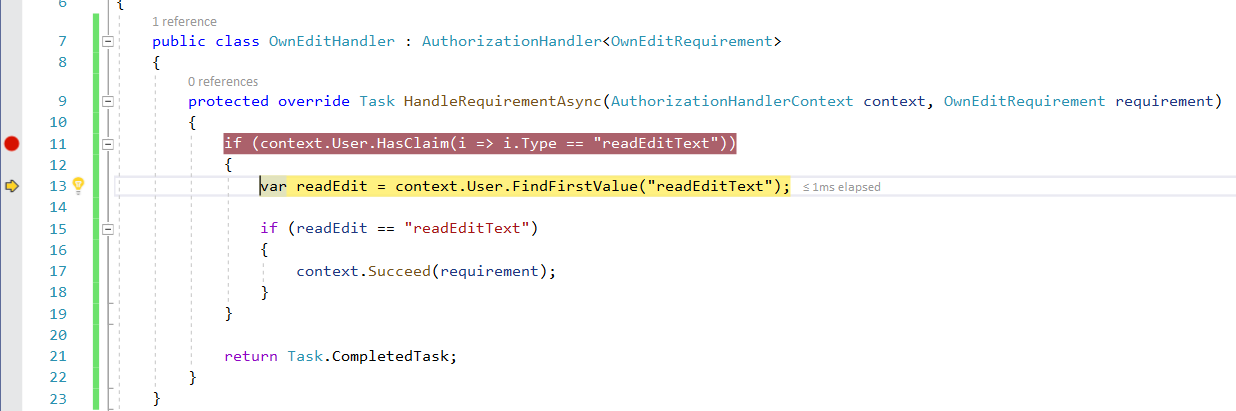 6 {
1 reference
7 public class OwnEditHandler : AuthorizationHandler<OwnEditRequirement>
8 {
0 references
9 protected override Task HandleRequirementAsync(AuthorizationHandlerContext context, OwnEditRequirement requirement)
10 {
11 if (context.User.HasClaim(i => i.Type == "readEditText"))
12 {
13 var readEdit = context.User.FindFirstValue("readEditText"); ≤ 1ms elapsed
14
15 if (readEdit == "readEditText")
16 {
17 context.Succeed(requirement);
18 }
19 }
20
21 return Task.CompletedTask;
22 }
23 }